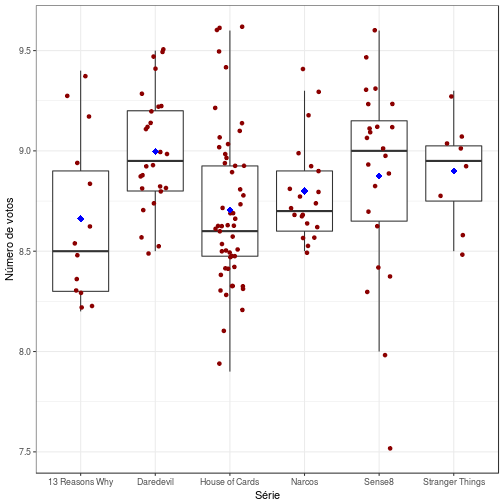 Número de votos
9.5
9.0
8.5
8.0
7.5
13 Reasons Why
Daredevil
House of Cards
Narcos
Sense8
Stranger Things
Série